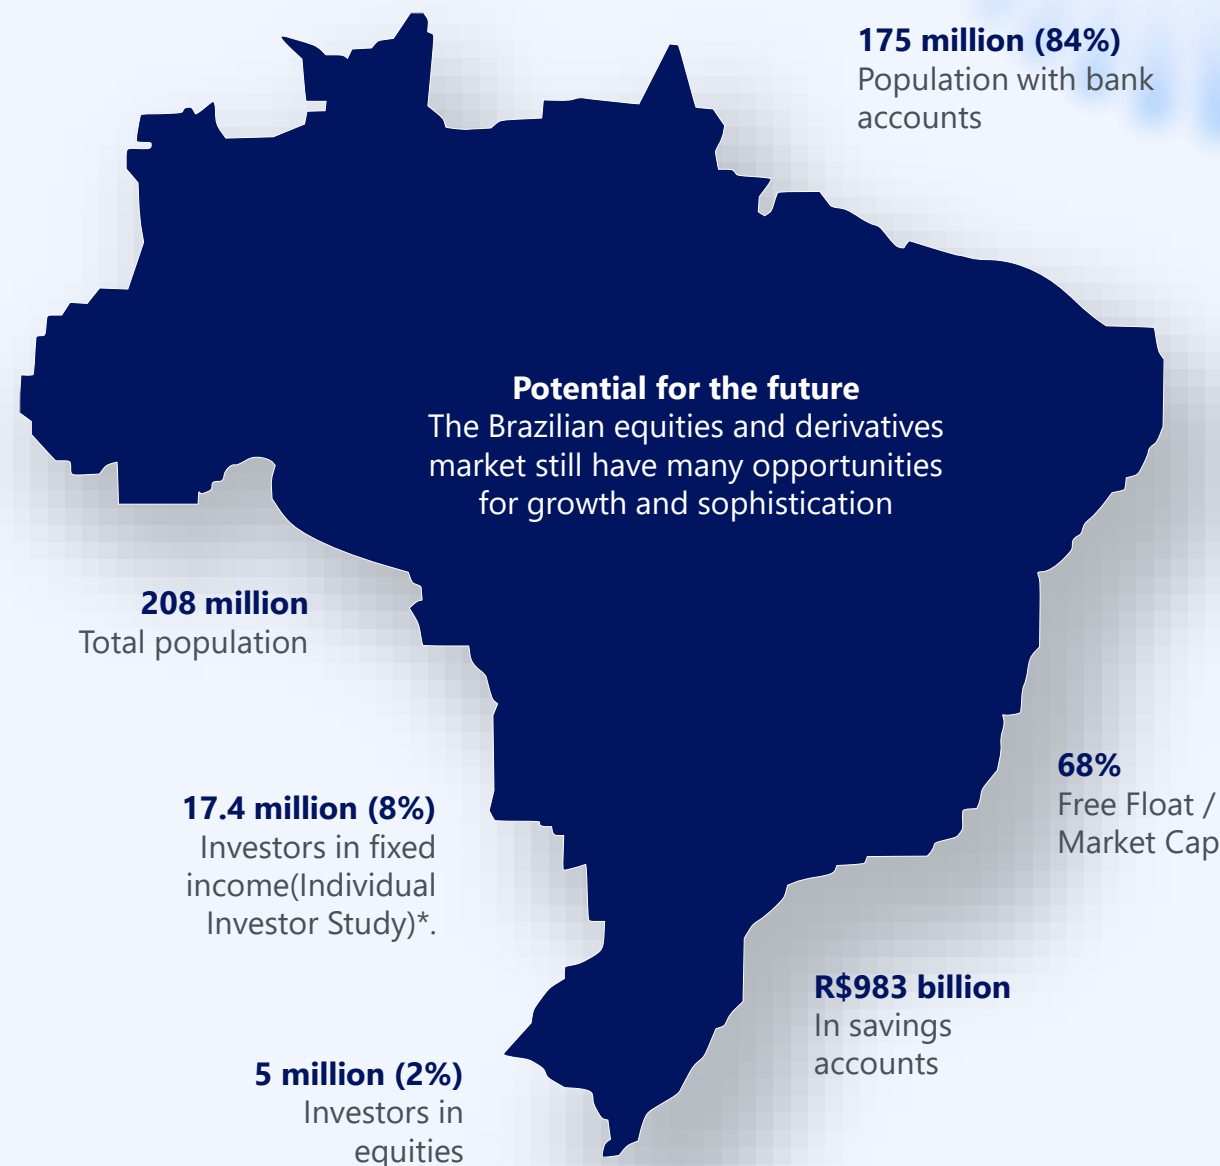 175 million (84%)
Population with bank
accounts
Potential for the future
The Brazilian equities and derivatives
market still have many opportunities
for growth and sophistication
208 million
Total population
68%
Free Float /
Market Cap
17.4 million (8%)
Investors in fixed
income(Individual
Investor Study)*.
R$983 billion
In savings
accounts
5 million (2%)
Investors in
equities